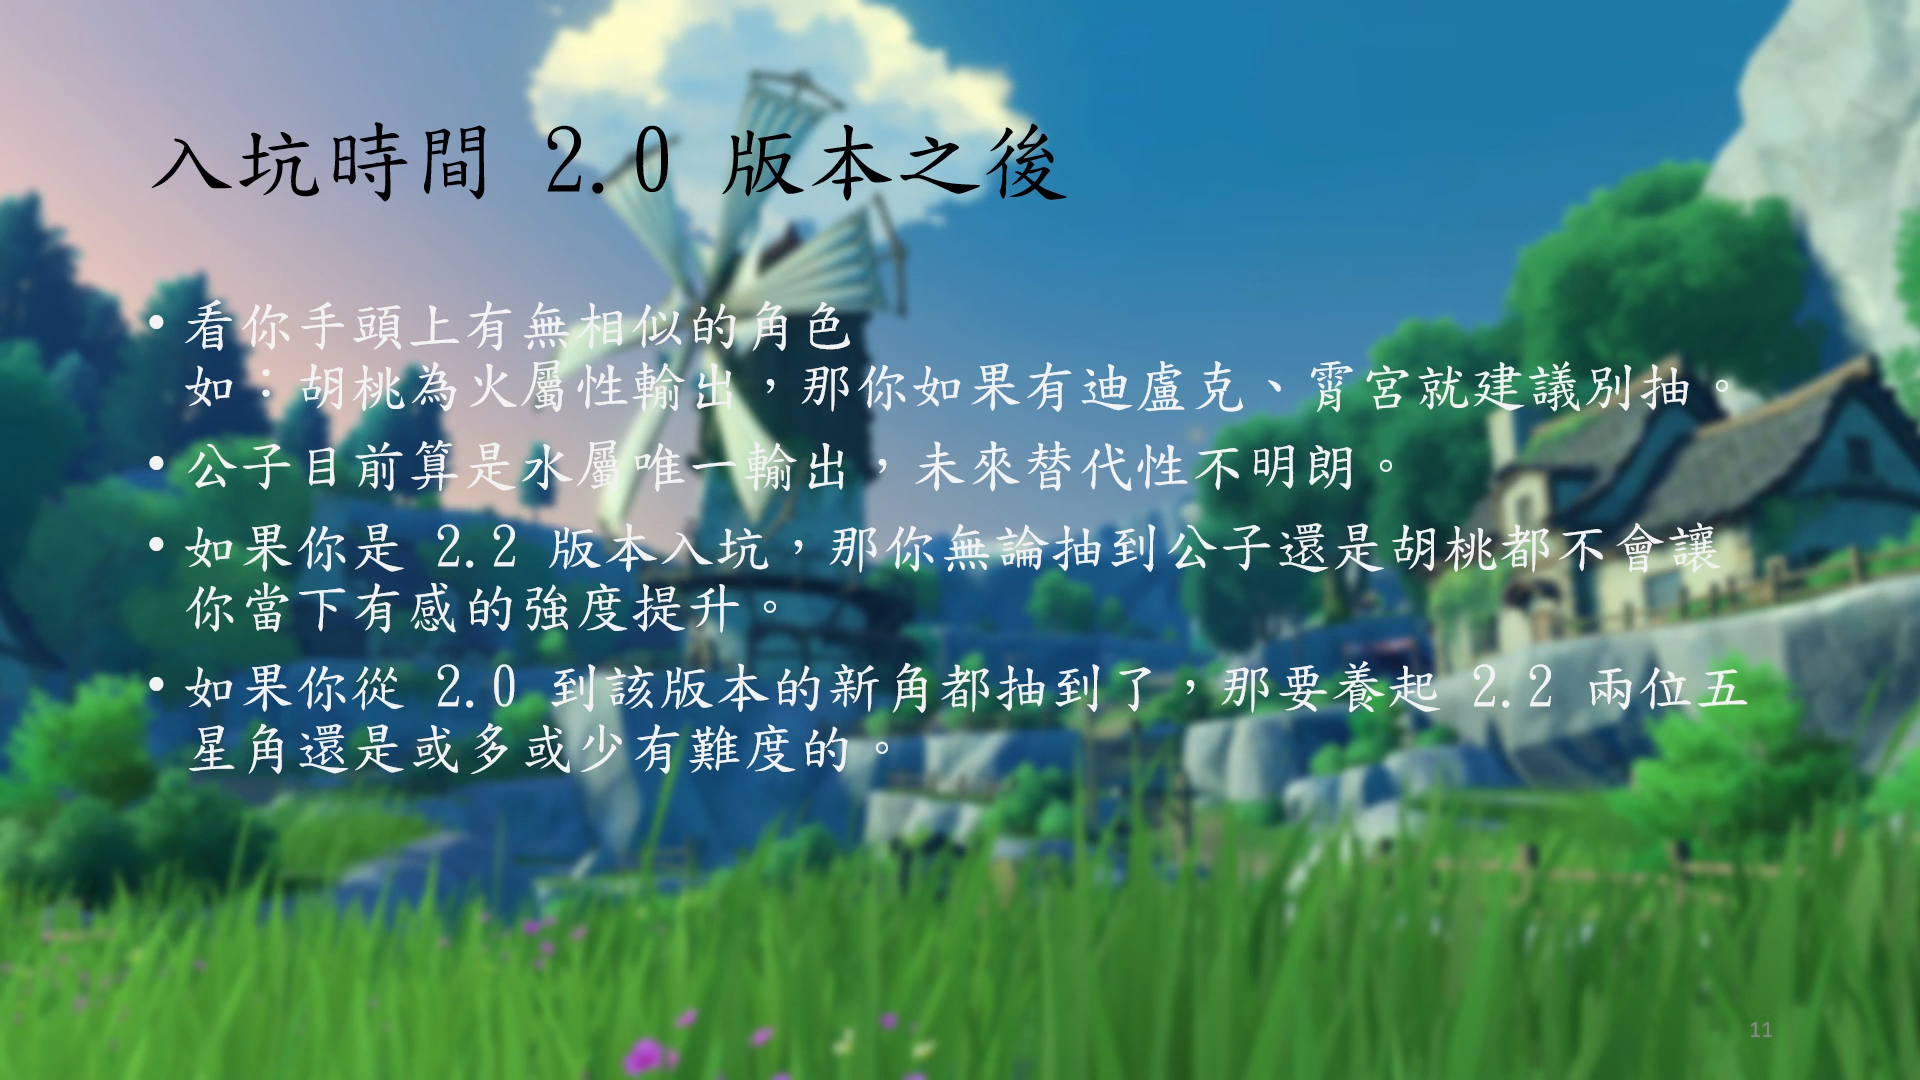 入坑時間 2.0 版本之後
• 看你手頭上有無相似的角色
如：胡桃為火屬性輸出，那你如果有迪盧克、霄宮就建議別抽。
• 公子目前算是水屬唯一輸出，未來替代性不明朗。
• 如果你是 2.2 版本入坑，那你無論抽到公子還是胡桃都不會讓
你當下有感的強度提升。
• 如果你從 2.0 到該版本的新角都抽到了，那要養起 2.2 兩位五
星角還是或多或少有難度的。
11